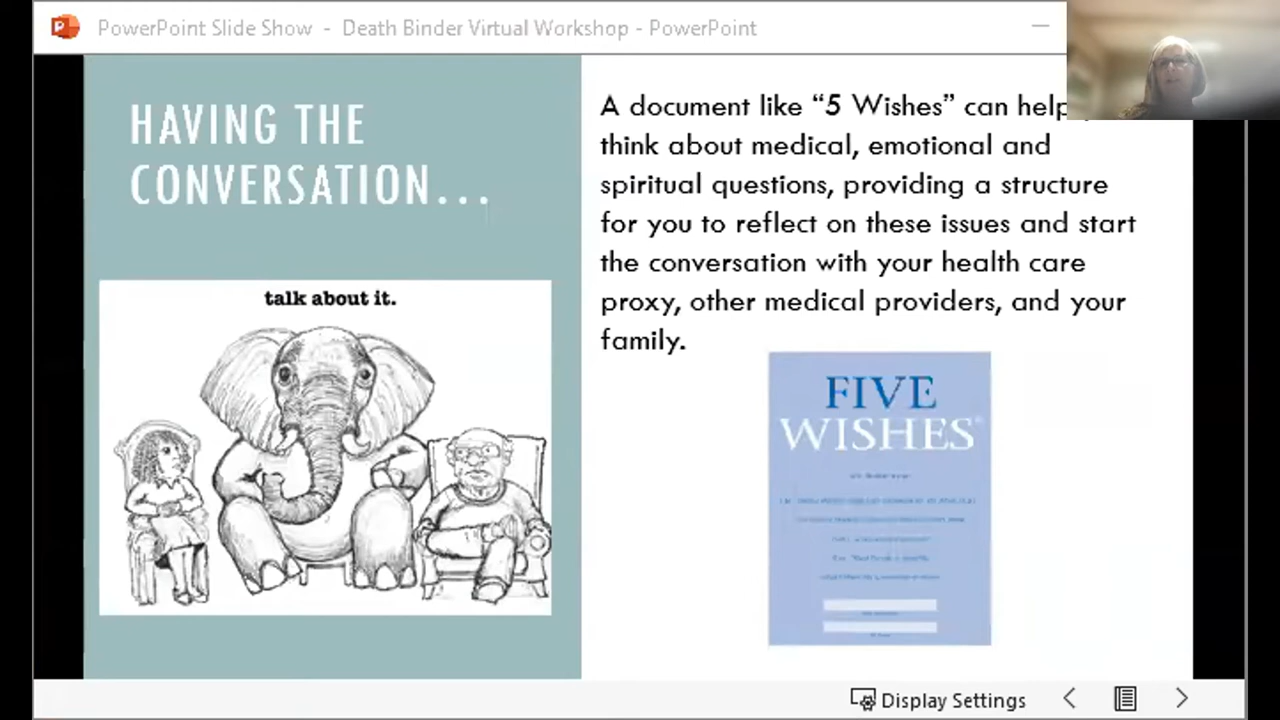 PowerPoint Slide Show - Death Binder Virtual Workshop - PowerPoint
HAVING THE
CONVERSATION...
talk about it.
A document like “5 Wishes” can help
think about medical, emotional and
spiritual questions, providing a structure
for you to reflect on these issues and start
the conversation with your health care
proxy, other medical providers, and your
family.
FIVE
WISHES®
Display Settings